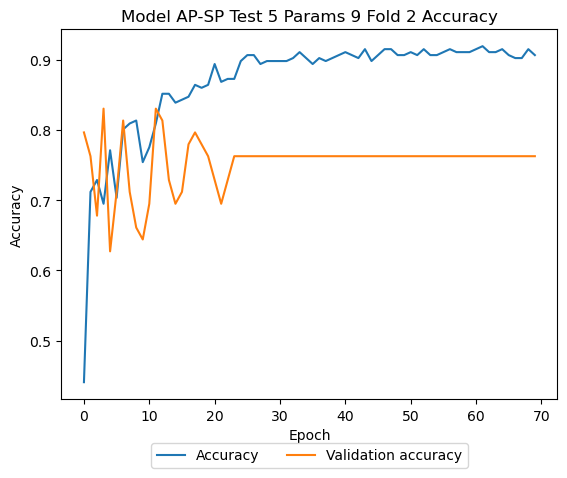 Model AP-SP Test 5 Params 9 Fold 2 Accuracy
0.9
0.8
0.7
0.6
0.5
Accuracy
0 10 20 30 40 50 60 70
Epoch
Accuracy Validation accuracy